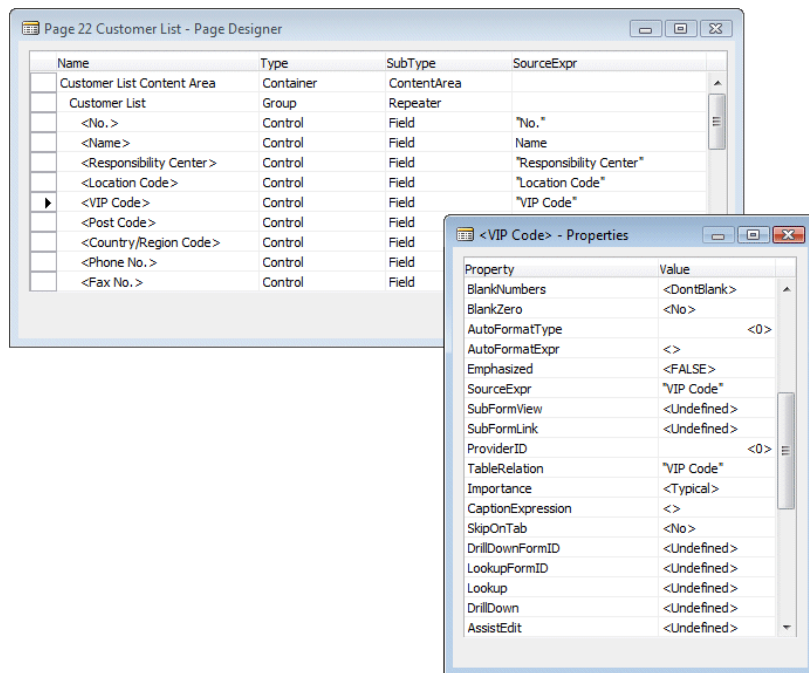 Page 22 Customer List - Page Designer
Name Type SubType SourceExpr
Customer List Content Area Container ContentArea
Customer List Group Repeater
<No.> Control Field "No."
<Name> Control Field Name
<Responsibility Center> Control Field "Responsibility Center"
<Location Code> Control Field "Location Code"
<VIP Code> Control Field "VIP Code"
<Post Code> Control Field
<Country/Region Code> Control Field
<Phone No.> Control Field
<Fax No.> Control Field
<VIP Code> - Properties
Property Value
BlankNumbers <DontBlank>
BlankZero <No>
AutoFormatType <0>
AutoFormatExpr <>
Emphasized <FALSE>
SourceExpr "VIP Code"
SubFormView <Undefined>
SubFormLink <Undefined>
ProviderID <0>
TableRelation "VIP Code"
Importance <Typical>
CaptionExpression <>
SkipOnTab <No>
DrillDownFormID <Undefined>
LookupFormID <Undefined>
Lookup <Undefined>
DrillDown <Undefined>
AssistEdit <Undefined>